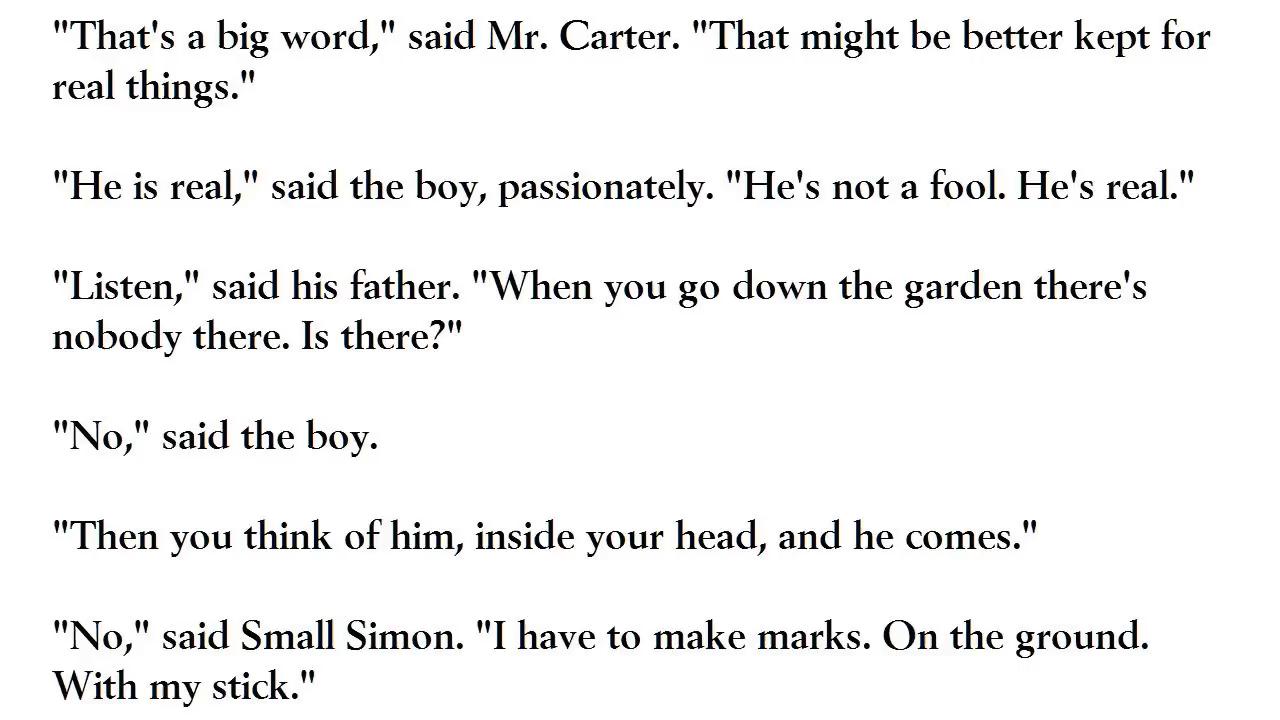 "That's a big word," said Mr. Carter. "That might be better kept for
real things."
"He is real," said the boy, passionately. "He's not a fool. He's real."
"Listen," said his father. "When you go down the garden there's
nobody there. Is there?"
"No," said the boy.
"Then you think of him, inside your head, and he comes."
"No," said Small Simon. "I have to make marks. On the ground.
With my stick."